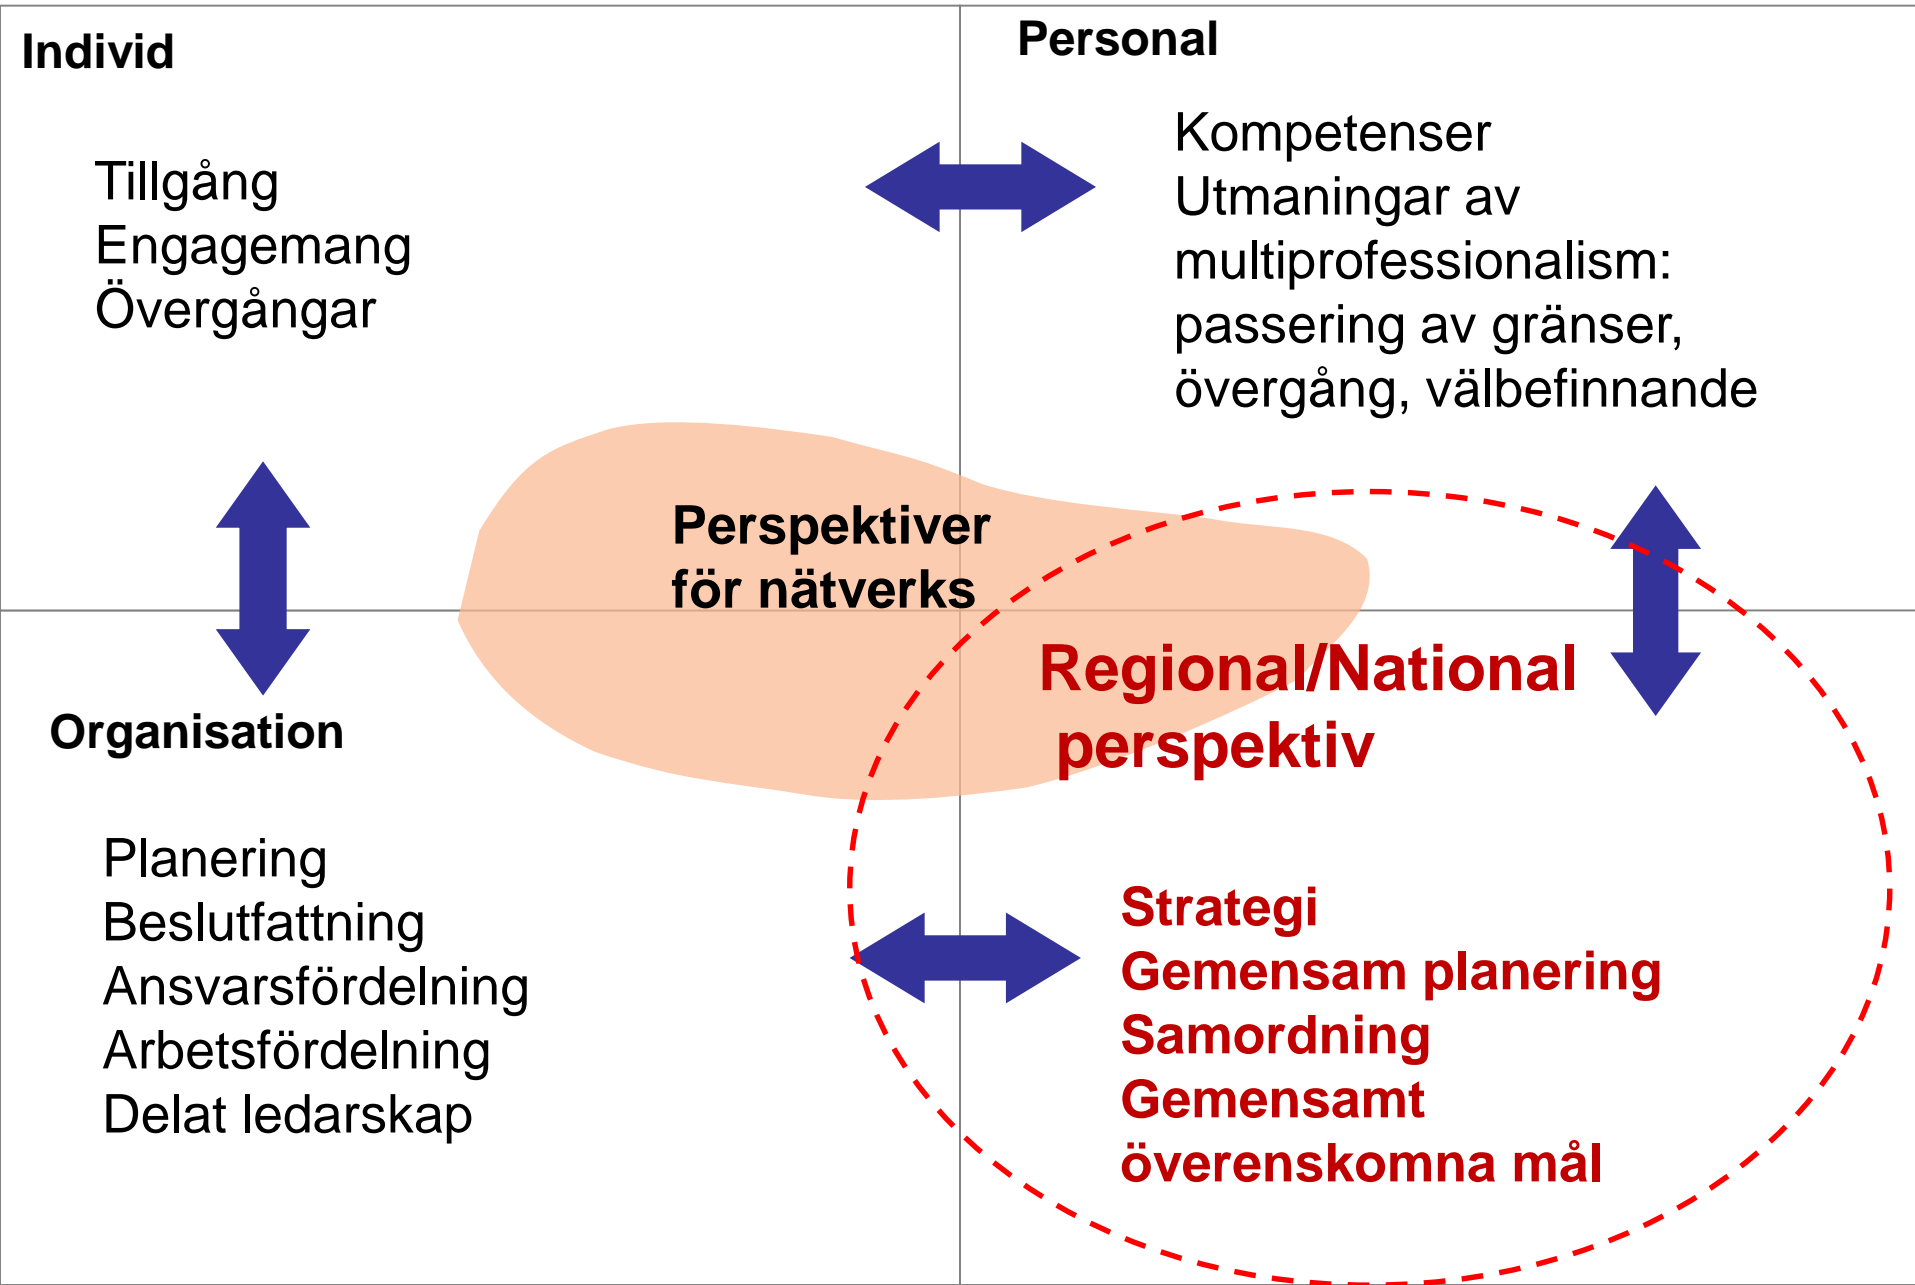 Individ
Tillgång
Engagemang
Övergångar
Personal
Kompetenser
Utmaningar av
multiprofessionalism:
passering av gränser,
övergång, välbefinnande
Perspektiver
för nätverks
Organisation
Planering
Beslutfattning
Ansvarsfördelning
Arbetsfördelning
Delat ledarskap
Regional/National
perspektiv
Strategi
Gemensam planering
Samordning
Gemensamt
överenskomna mål